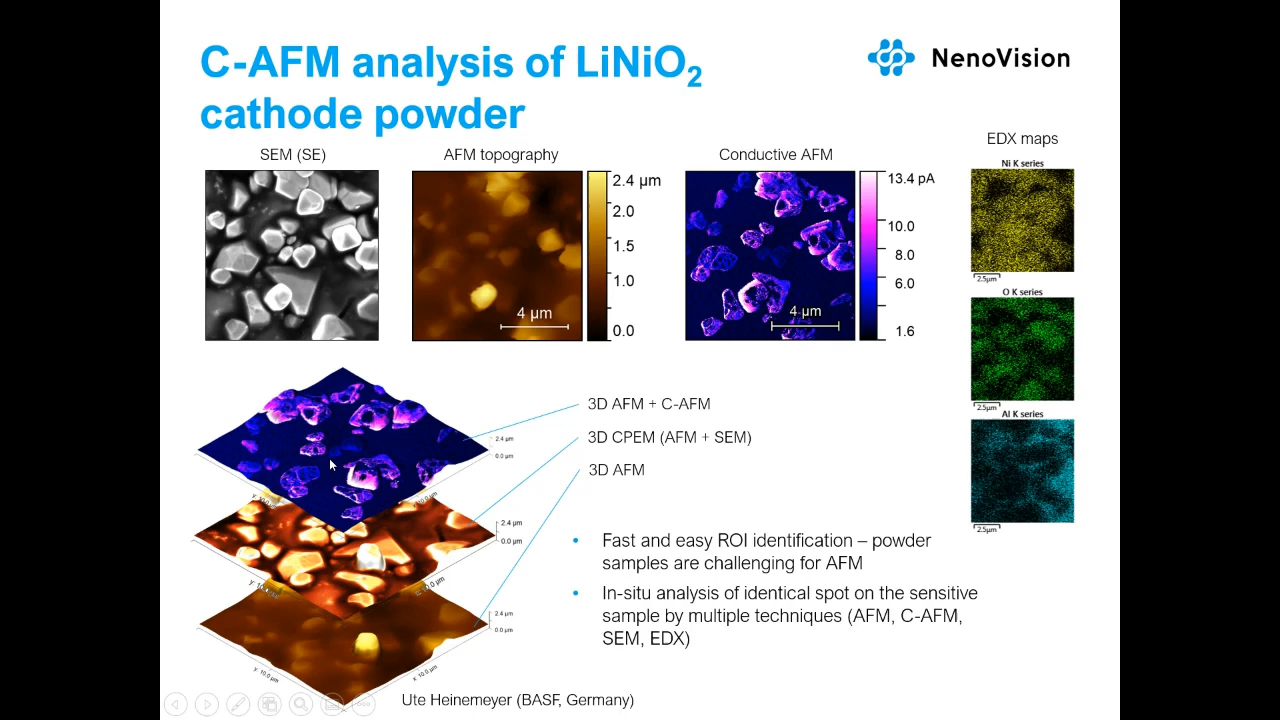 C-AFM analysis of LiNiO2
cathode powder
NenoVision
SEM (SE)
AFM topography
Conductive AFM
EDX maps
2.4 µm
2.0
1.5
1.0
0.0
4 µm
13.4 pA
10.0
8.0
6.0
1.6
4 µm
Ni K series
2.5µm
O K series
2.5µm
Al K series
2.5µm
3D AFM + C-AFM
3D CPEM (AFM + SEM)
3D AFM
2.4 µm
0.0 µm
2.4 µm
0.0 µm
2.4 µm
0.0 µm
y: 10.0 µm
x: 10.0 µm
• Fast and easy ROI identification – powder
samples are challenging for AFM
• In-situ analysis of identical spot on the sensitive
sample by multiple techniques (AFM, C-AFM,
SEM, EDX)
Ute Heinemeyer (BASF, Germany)